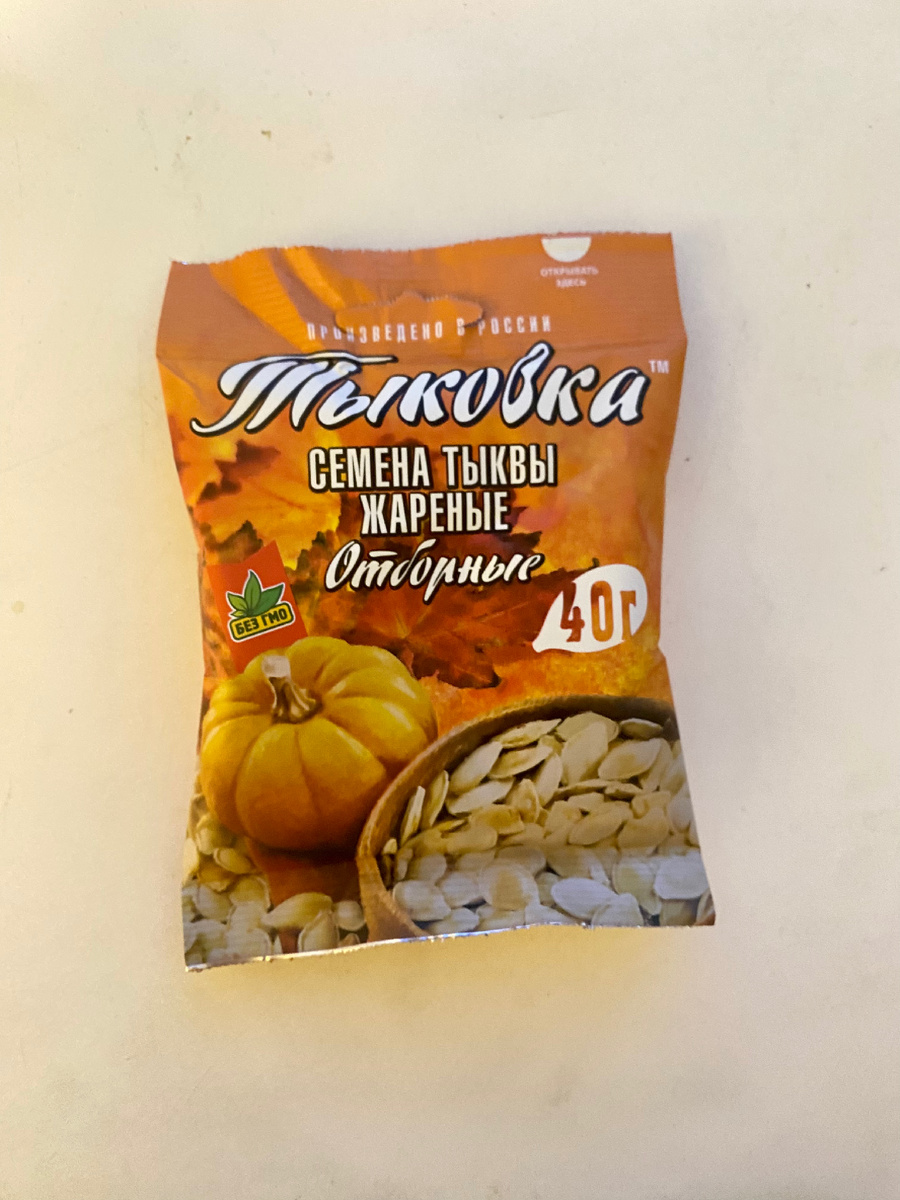 ОТКРЫВАТЬ
ЗДЕСЬ
ПРОИЗВЕДЕНО В РОССИИ
Тыковка™
СЕМЕНА ТЫКВЫ
ЖАРЕНЫЕ
Отборные
40г
БЕЗ ГМО